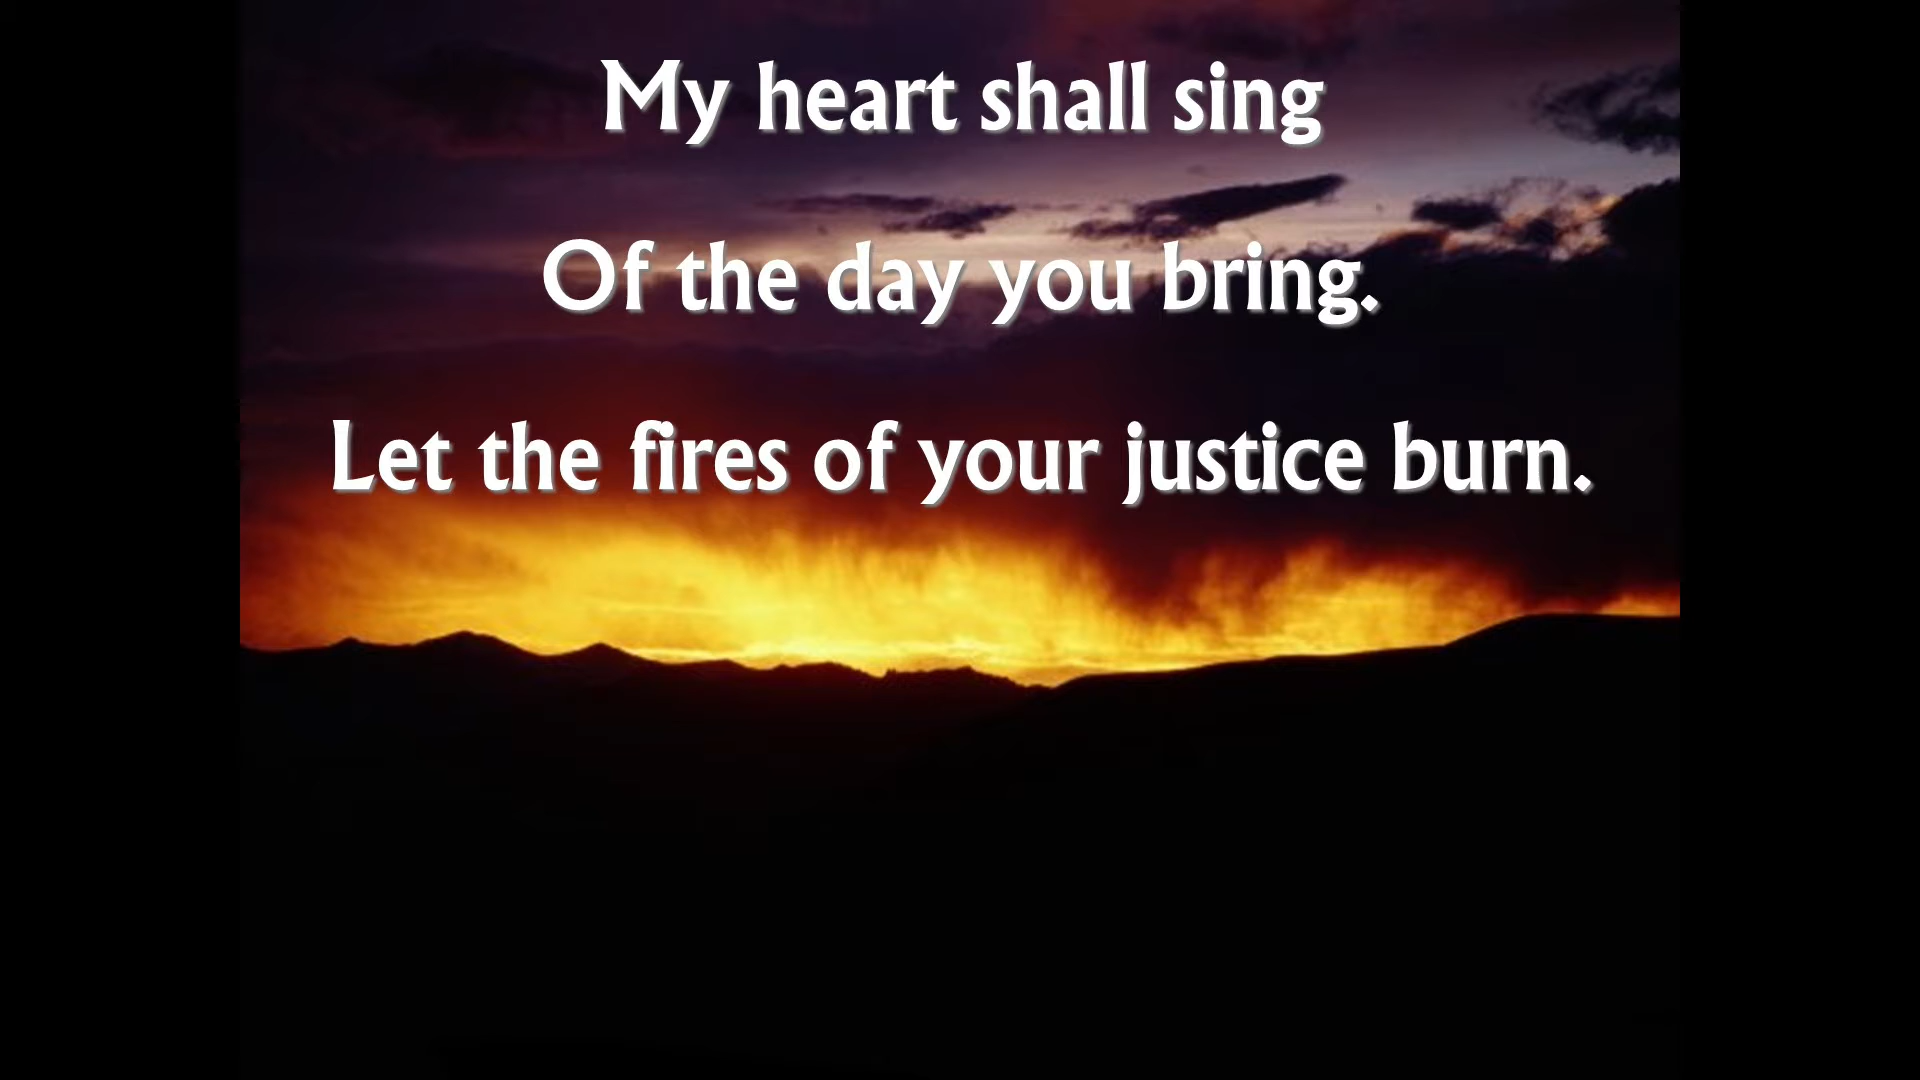 My heart shall sing
Of the day you bring.
Let the fires of your justice burn.